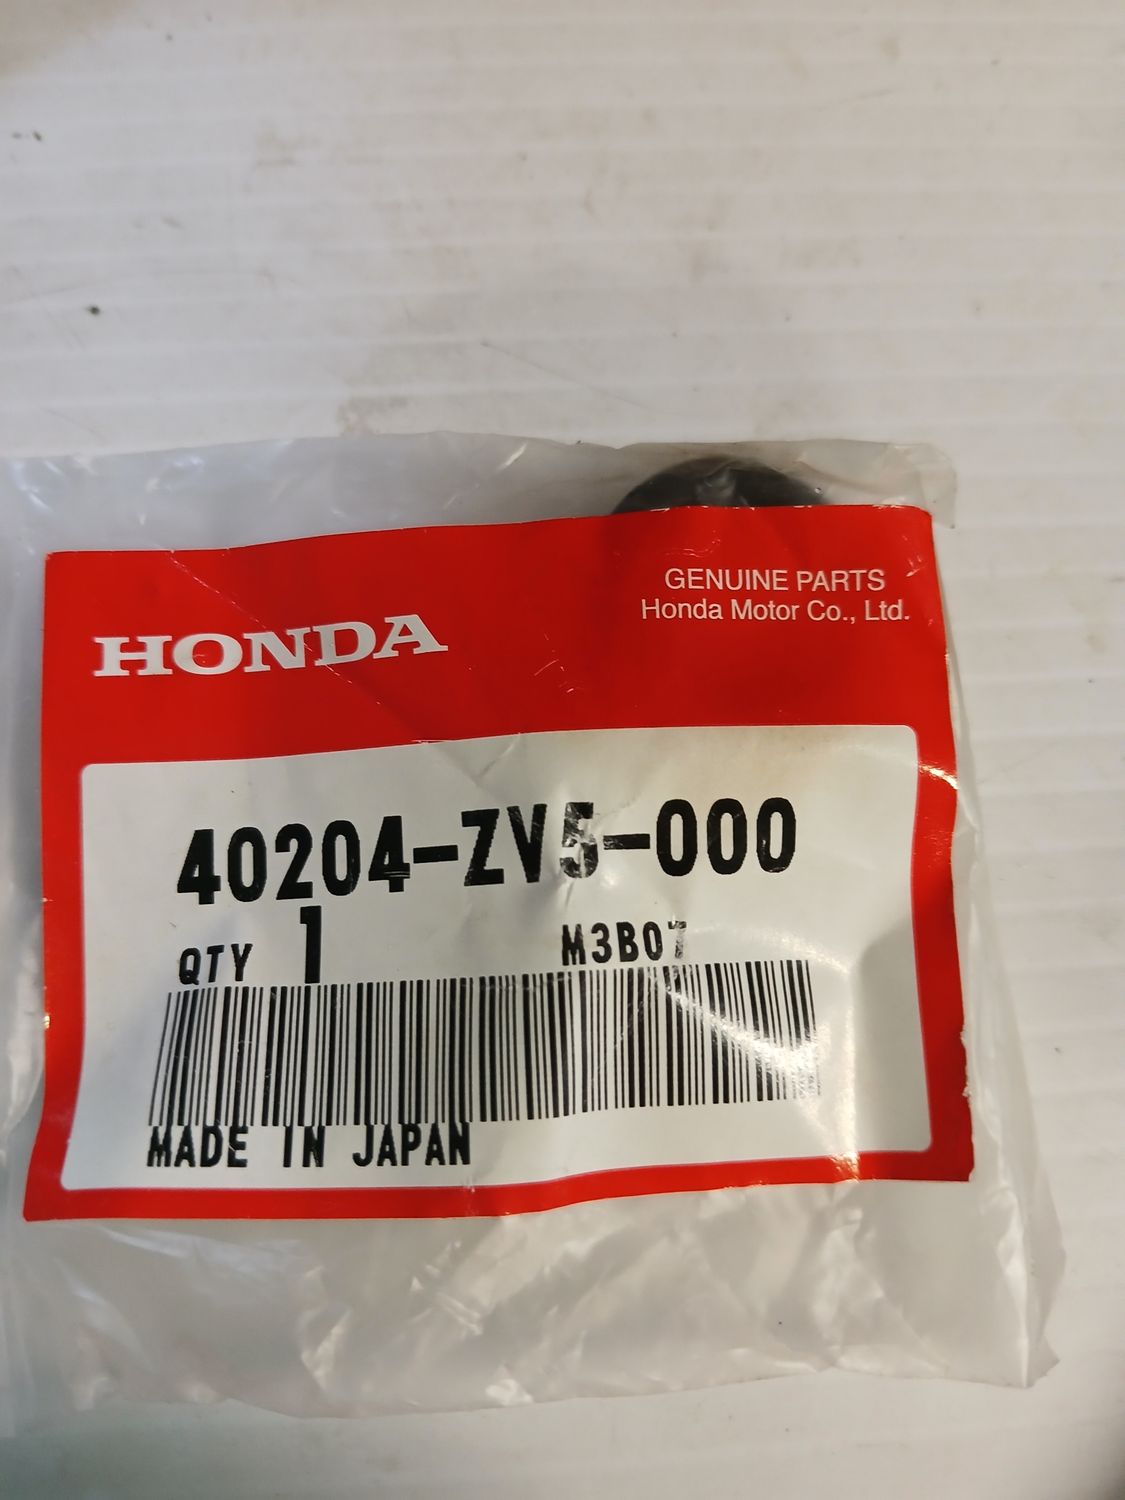 GENUINE PARTS
Honda Motor Co., Ltd.
HONDA
40204-ZV5-000
QTY 1 M3B07
MADE IN JAPAN